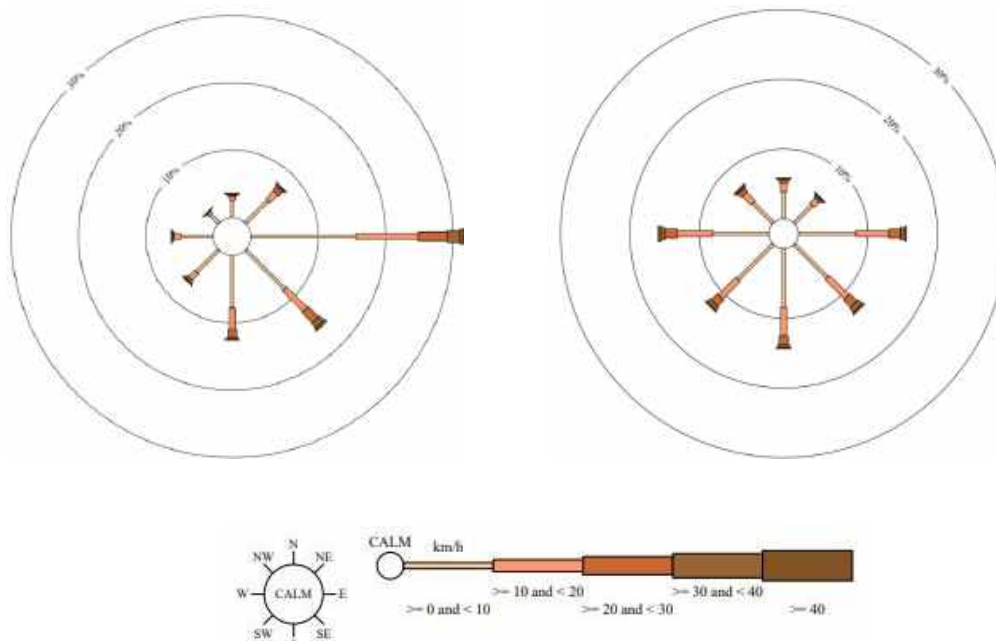 30%
20%
10%
30%
20%
10%
N
NW NE
W CALM E
SW SE
CALM km/h
>= 10 and < 20 >= 30 and < 40
>= 0 and < 10 >= 20 and < 30 >= 40